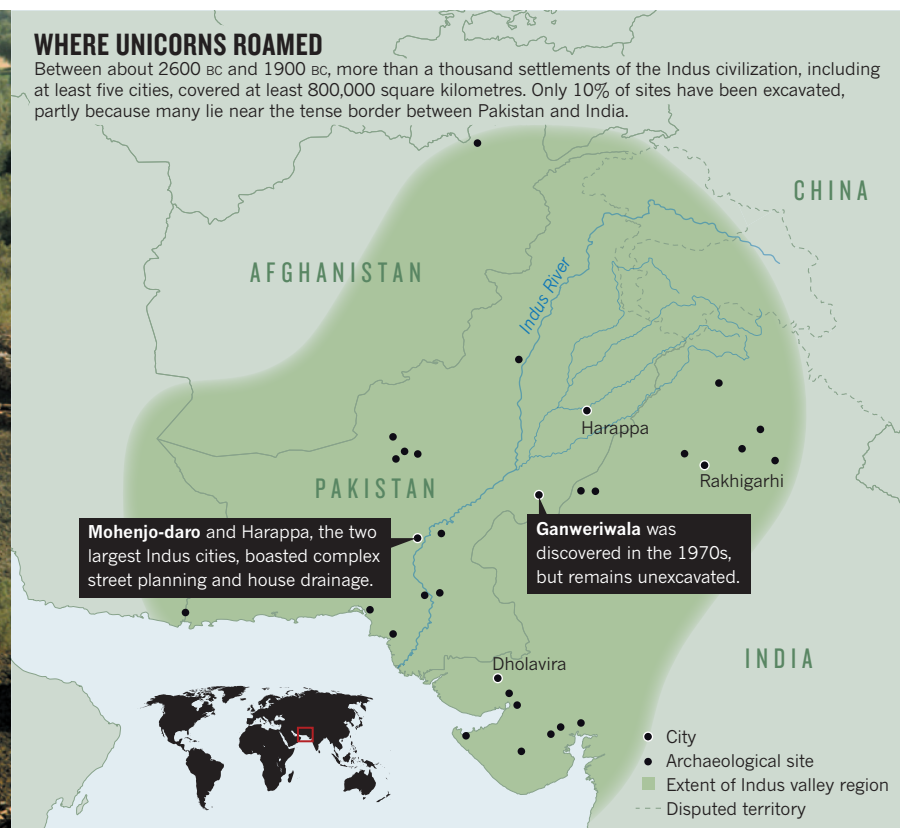 WHERE UNICORNS ROAMED
Between about 2600 BC and 1900 BC, more than a thousand settlements of the Indus civilization, including
at least five cities, covered at least 800,000 square kilometres. Only 10% of sites have been excavated,
partly because many lie near the tense border between Pakistan and India.
CHINA
AFGHANISTAN
Indus River
Harappa
Rakhigarhi
PAKISTAN
Mohenjo-daro and Harappa, the two
largest Indus cities, boasted complex
street planning and house drainage.
Ganweriwala was
discovered in the 1970s,
but remains unexcavated.
Dholavira
INDIA
City
Archaeological site
Extent of Indus valley region
Disputed territory